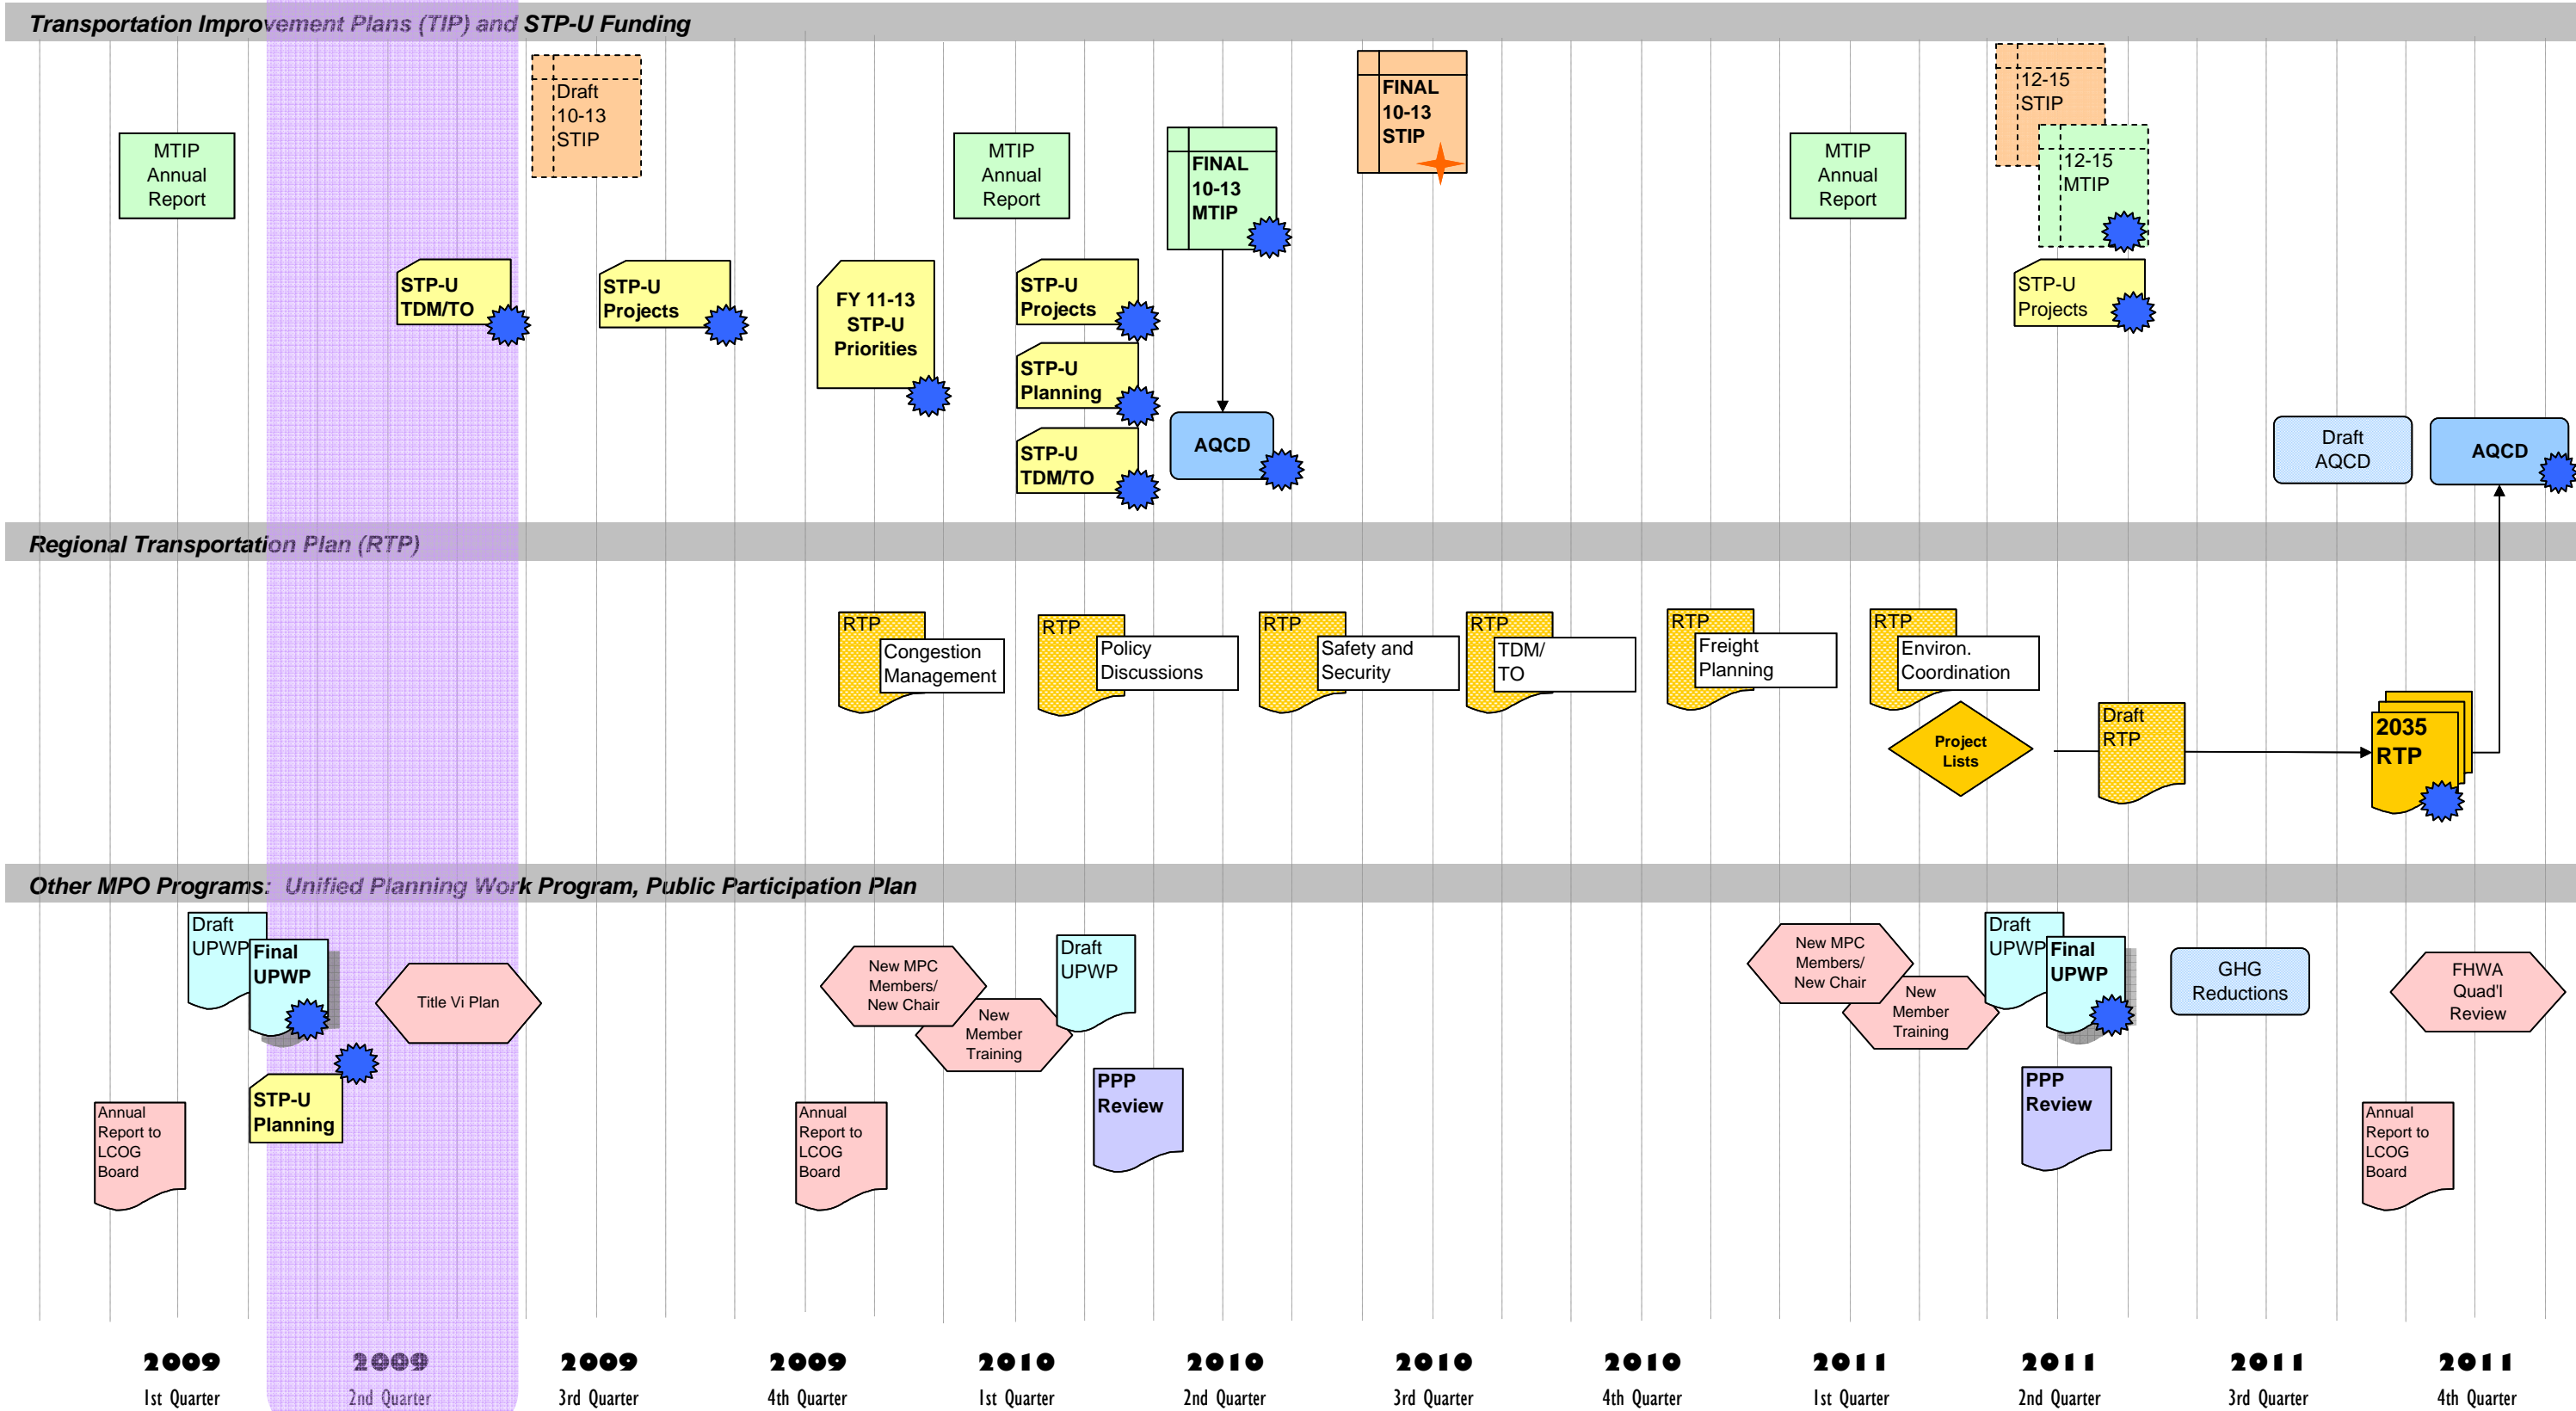 Transportation Improvement Plans (TIP) and STP-U Funding
Draft
10-13
STIP
FINAL
10-13
STIP
12-15
STIP
MTIP
Annual
Report
MTIP
Annual
Report
FINAL
10-13
MTIP
MTIP
Annual
Report
12-15
MTIP
STP-U
TDM/TO
STP-U
Projects
FY 11-13
STP-U
Priorities
STP-U
Projects
STP-U
Planning
STP-U
TDM/TO
STP-U
Projects
AQCD
Draft
AQCD
AQCD
Regional Transportation Plan (RTP)
RTP
Congestion
Management
RTP
Policy
Discussions
RTP
Safety and
Security
RTP
TDM/
TO
RTP
Freight
Planning
RTP
Environ.
Coordination
Project
Lists
Draft
RTP
2035
RTP
Other MPO Programs: Unified Planning Work Program, Public Participation Plan
Draft
UPWP
Final
UPWP
Title Vi Plan
New MPC
Members/
New Chair
New
Member
Training
Draft
UPWP
New MPC
Members/
New Chair
New
Member
Training
Draft
UPWP
Final
UPWP
GHG
Reductions
FHWA
Quad'l
Review
Annual
Report to
LCOG
Board
STP-U
Planning
Annual
Report to
LCOG
Board
PPP
Review
PPP
Review
Annual
Report to
LCOG
Board
2009 2009 2009 2009 2010 2010 2010 2010 2011 2011 2011 2011
1st Quarter 2nd Quarter 3rd Quarter 4th Quarter 1st Quarter 2nd Quarter 3rd Quarter 4th Quarter 1st Quarter 2nd Quarter 3rd Quarter 4th Quarter